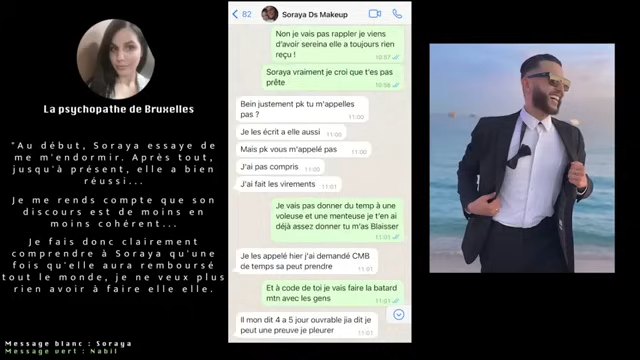 La psychopathe de Bruxelles
"Au début, Soraya essaye de
me m'endormir. Après tout,
jusqu'à présent, elle a bien
réussi...
Je me rends compte que son
discours est de moins en
moins cohérent...
Je fais donc clairement
comprendre à Soraya qu'une
fois qu'elle aura remboursé
tout le monde, je ne veux plus
rien avoir à faire elle elle.
Message blanc : Soraya
Message vert : Nabil
82
Soraya Ds Makeup
Non je vais pas rappler je viens
d'avoir sereina elle a toujours rien
reçu !
10:57
Soraya vraiment je croi que t'es pas
prête
10:58
Bein justement pk tu m'appelles
pas ?
11:00
Je les écrit a elle aussi
11:00
Mais pk vous m'appelé pas
11:00
J'ai pas compris
11:00
J'ai fait les virements
11:01
Je vais pas donner du temp à une
voleuse et une menteuse je t'en ai
déjà assez donner tu m'as Blaisser
11:01
Je les appelé hier j'ai demandé CMB
de temps sa peut prendre
11:01
Et à code de toi je vais faire la batard
mtn avec les gens
11:01
Il mon dit 4 a 5 jour ouvrable jia dit je
peut une preuve je pleurer
11:01